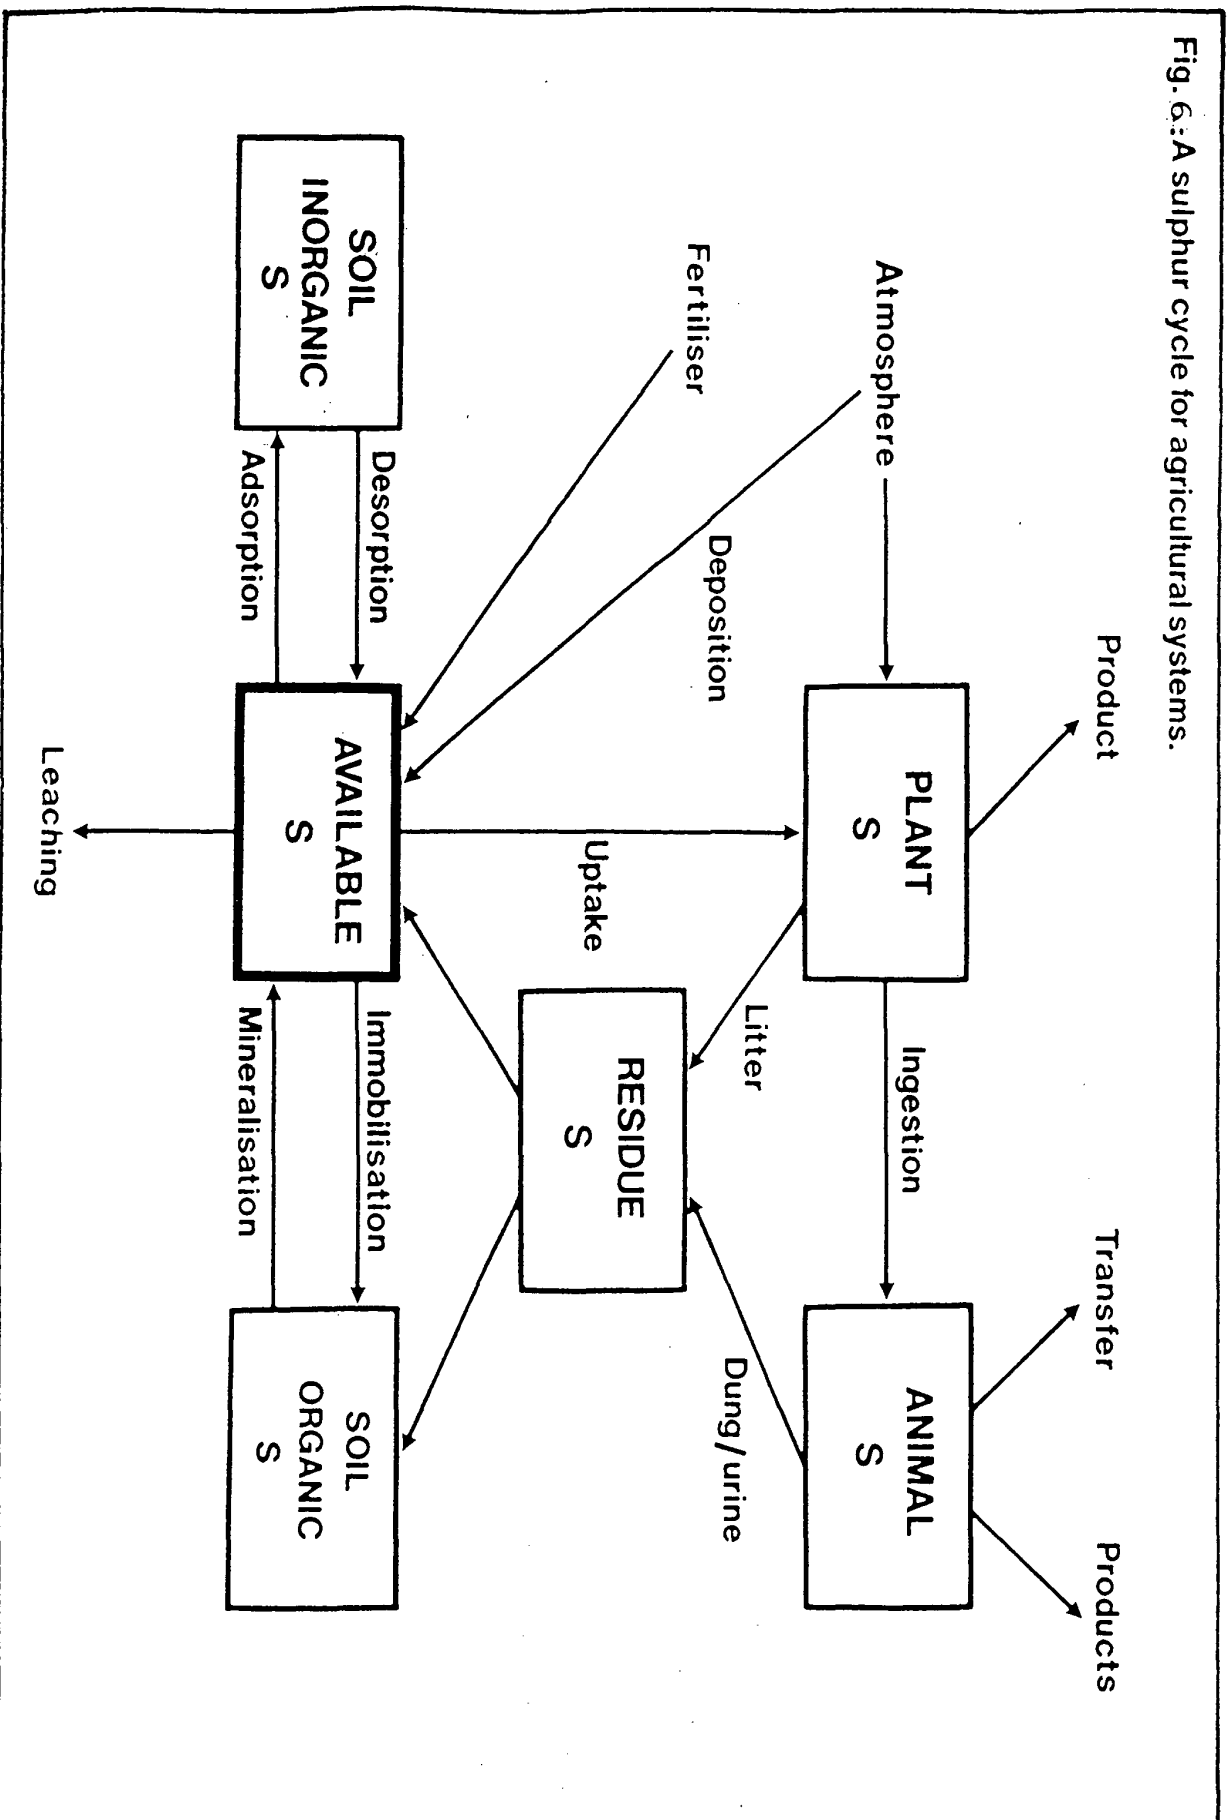 Fig. 6: A sulphur cycle for agricultural systems.
Product
Transfer
Products
Atmosphere
PLANT
S
Ingestion
ANIMAL
S
Deposition
Litter
Dung/urine
Fertiliser
Uptake
RESIDUE
S
SOIL
INORGANIC
S
Desorption
Adsorption
AVAILABLE
S
Immobilisation
Mineralisation
SOIL
ORGANIC
S
Leaching